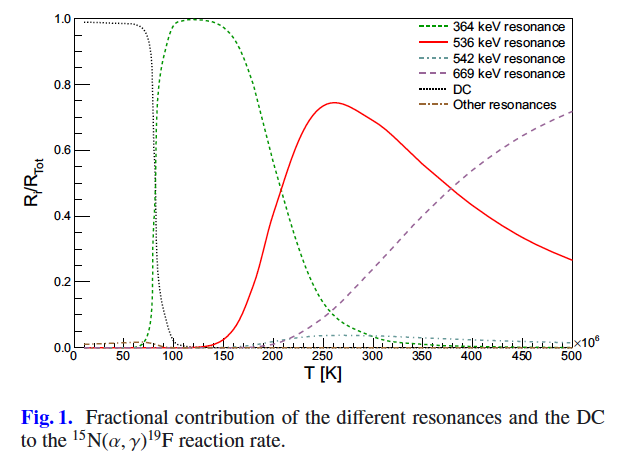 1.0
0.8
0.6
0.4
0.2
0.0
R_f/R_Tot
364 keV resonance
536 keV resonance
542 keV resonance
669 keV resonance
DC
Other resonances
0 50 100 150 200 250 300 350 400 450 500
×10⁶
T [K]
Fig. 1. Fractional contribution of the different resonances and the DC
to the ¹⁵N(α, γ)¹⁹F reaction rate.